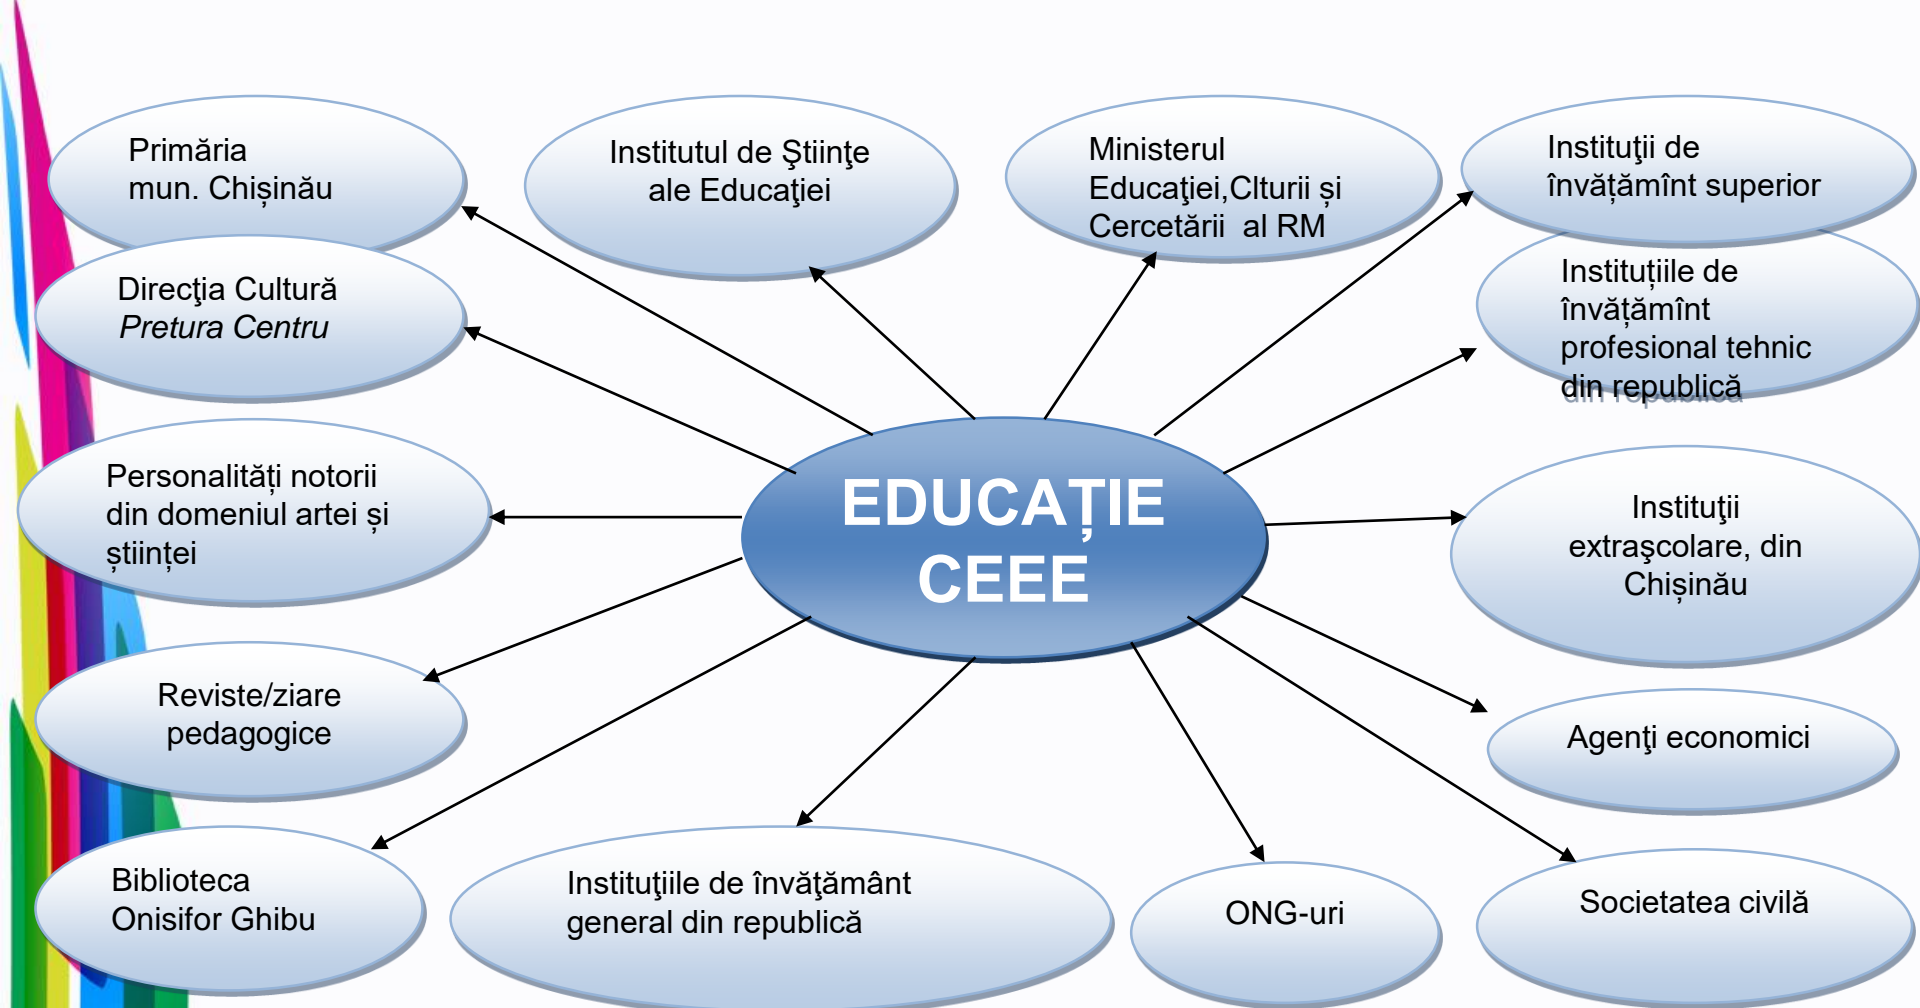 Primăria
mun. Chișinău
Institutul de Ştiinţe
ale Educaţiei
Ministerul
Educaţiei,Clturii și
Cercetării  al RM
Instituţii de
învățămînt superior
Direcţia Cultură
Pretura Centru
Instituțiile de
învățămînt
profesional tehnic
din republică
Personalități notorii
din domeniul artei și
științei
EDUCAȚIE
CEEE
Instituţii
extraşcolare, din
Chișinău
Reviste/ziare
pedagogice
Agenţi economici
Biblioteca
Onisifor Ghibu
Instituţiile de învăţământ
general din republică
ONG-uri
Societatea civilă